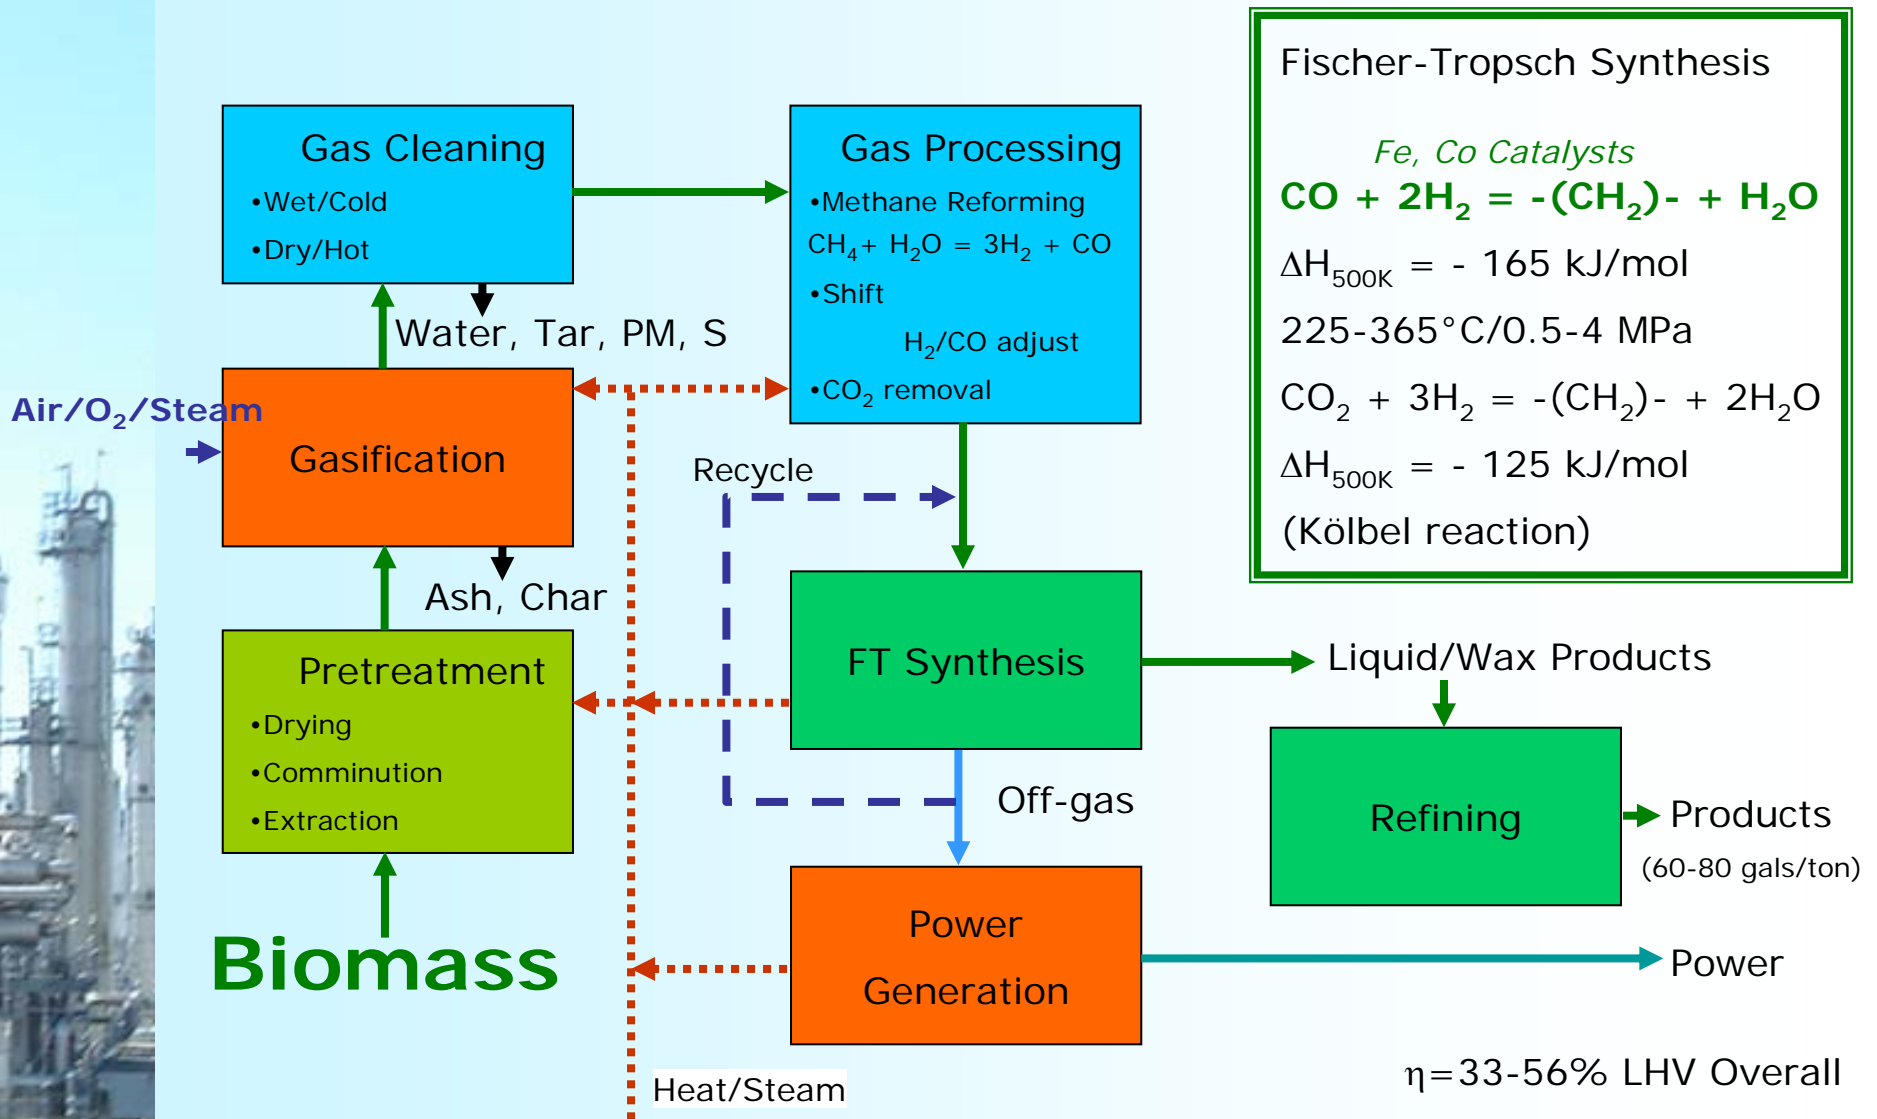 Fischer-Tropsch Synthesis
Fe, Co Catalysts
CO + 2H₂ = -(CH₂)- + H₂O
ΔH₅₀₀K = - 165 kJ/mol
225-365°C/0.5-4 MPa
CO₂ + 3H₂ = -(CH₂)- + 2H₂O
ΔH₅₀₀K = - 125 kJ/mol
(Kölbel reaction)
Gas Cleaning
•Wet/Cold
•Dry/Hot
Gas Processing
•Methane Reforming
CH₄+ H₂O = 3H₂ + CO
•Shift
H₂/CO adjust
•CO₂ removal
Water, Tar, PM, S
Air/O₂/Steam
Gasification
Recycle
Ash, Char
Pretreatment
•Drying
•Comminution
•Extraction
FT Synthesis
Liquid/Wax Products
Off-gas
Refining
Products
(60-80 gals/ton)
Biomass
Power
Generation
Power
Heat/Steam
η=33-56% LHV Overall